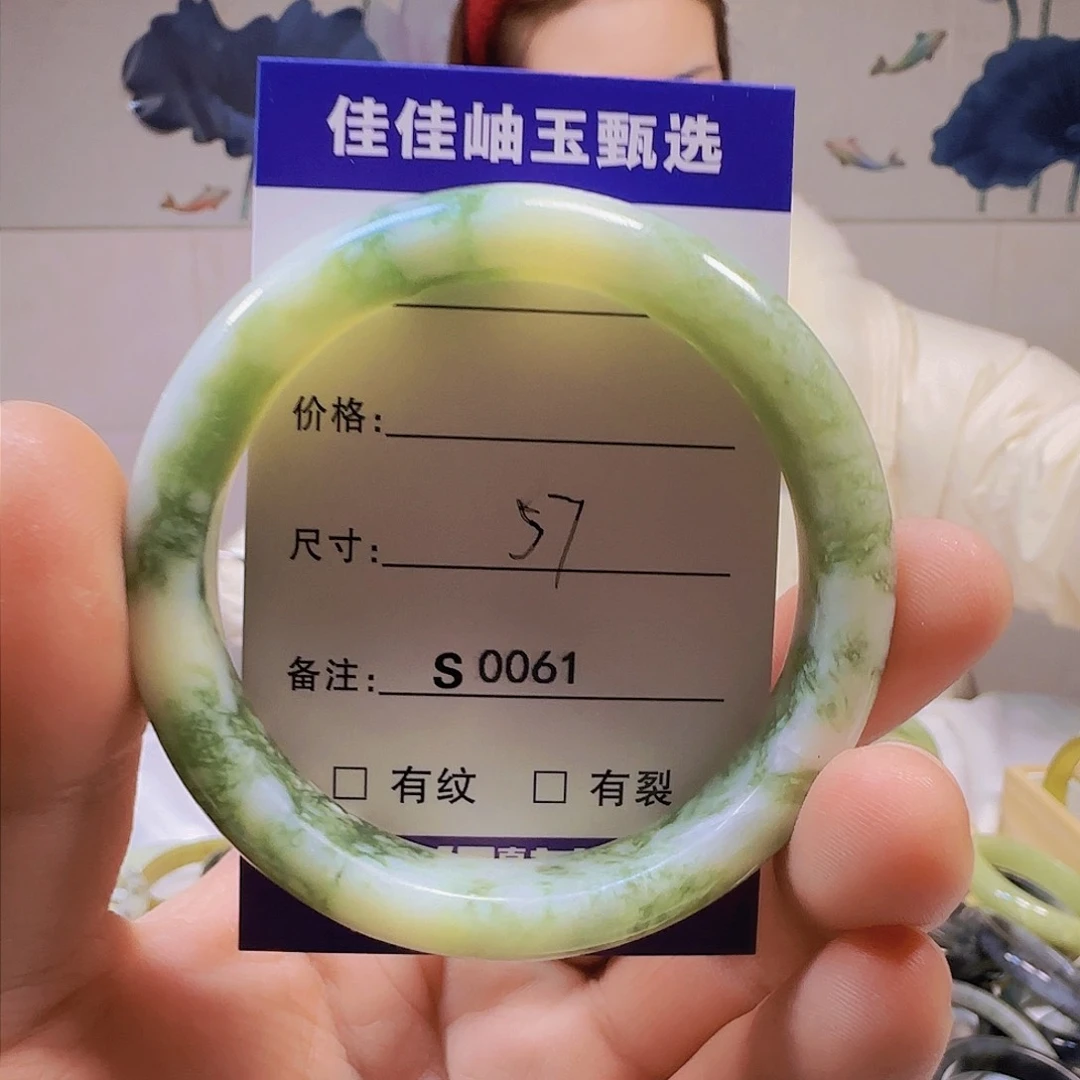 佳佳岫玉甄选
价格:
尺寸: 57
备注: S 0061
□ 有纹 □ 有裂